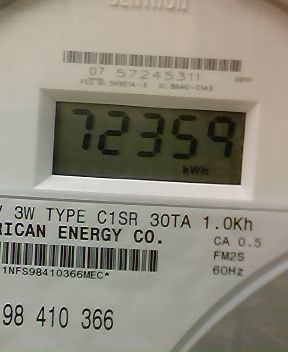 07 57245311
72359
kWh
V 3W TYPE C1SR 30TA 1.0Kh
RICAN ENERGY CO.
CA 0.5
FM2S
60Hz
1NFS98410366MEC*
98 410 366